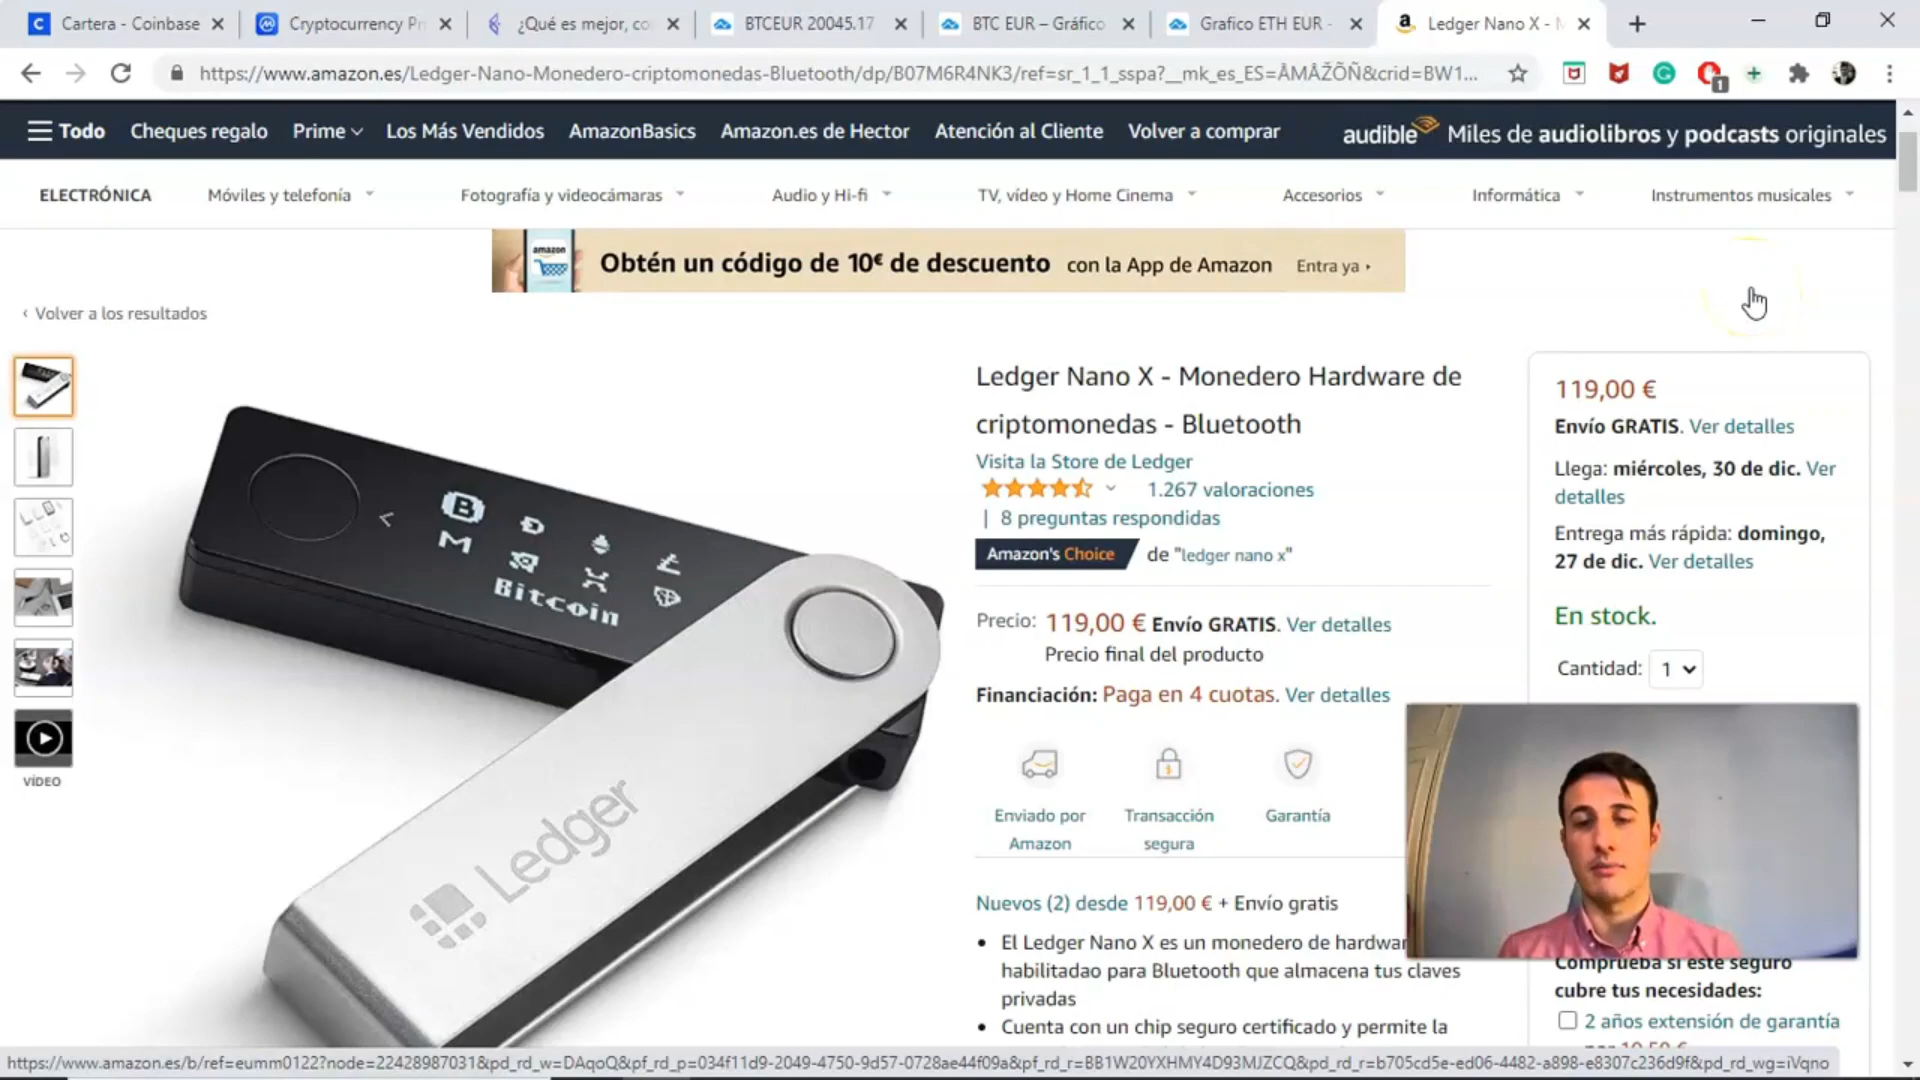 Cartera - Coinbase
Cryptocurrency Pr
¿Qué es mejor, co
BTCEUR 20045.17
BTC EUR – Gráfico
Grafico ETH EUR -
Ledger Nano X - M
https://www.amazon.es/Ledger-Nano-Monedero-criptomonedas-Bluetooth/dp/B07M6R4NK3/ref=sr_1_1_sspa?__mk_es_ES=ÅMÅŽÕÑ&crid=BW1...
1
Todo
Cheques regalo
Prime
Los Más Vendidos
AmazonBasics
Amazon.es de Hector
Atención al Cliente
Volver a comprar
audible
Miles de audiolibros y podcasts originales
ELECTRÓNICA
Móviles y telefonía
Fotografía y videocámaras
Audio y Hi-fi
TV, vídeo y Home Cinema
Accesorios
Informática
Instrumentos musicales
amazon
Obtén un código de 10€ de descuento con la App de Amazon Entra ya ›
‹ Volver a los resultados
VÍDEO
Bitcoin
Ledger
Ledger Nano X - Monedero Hardware de
criptomonedas - Bluetooth
Visita la Store de Ledger
1.267 valoraciones
| 8 preguntas respondidas
Amazon's Choice de "ledger nano x"
Precio: 119,00 € Envío GRATIS. Ver detalles
Precio final del producto
Financiación: Paga en 4 cuotas. Ver detalles
Enviado por
Amazon
Transacción
segura
Garantía
Nuevos (2) desde 119,00 € + Envío gratis
• El Ledger Nano X es un monedero de hardwar
habilitadao para Bluetooth que almacena tus claves
privadas
• Cuenta con un chip seguro certificado y permite la
119,00 €
Envío GRATIS. Ver detalles
Llega: miércoles, 30 de dic. Ver
detalles
Entrega más rápida: domingo,
27 de dic. Ver detalles
En stock.
Cantidad: 1
Comprueba si este seguro
cubre tus necesidades:
2 años extensión de garantía
por 10,50 €
https://www.amazon.es/b/ref=eumm0122?node=22428987031&pd_rd_w=DAqoQ&pf_rd_p=034f11d9-2049-4750-9d57-0728ae44f09a&pf_rd_r=BB1W20YXHMY4D93MJZCQ&pd_rd_r=b705cd5e-ed06-4482-a898-e8307c236d9f&pd_rd_wg=iVqno